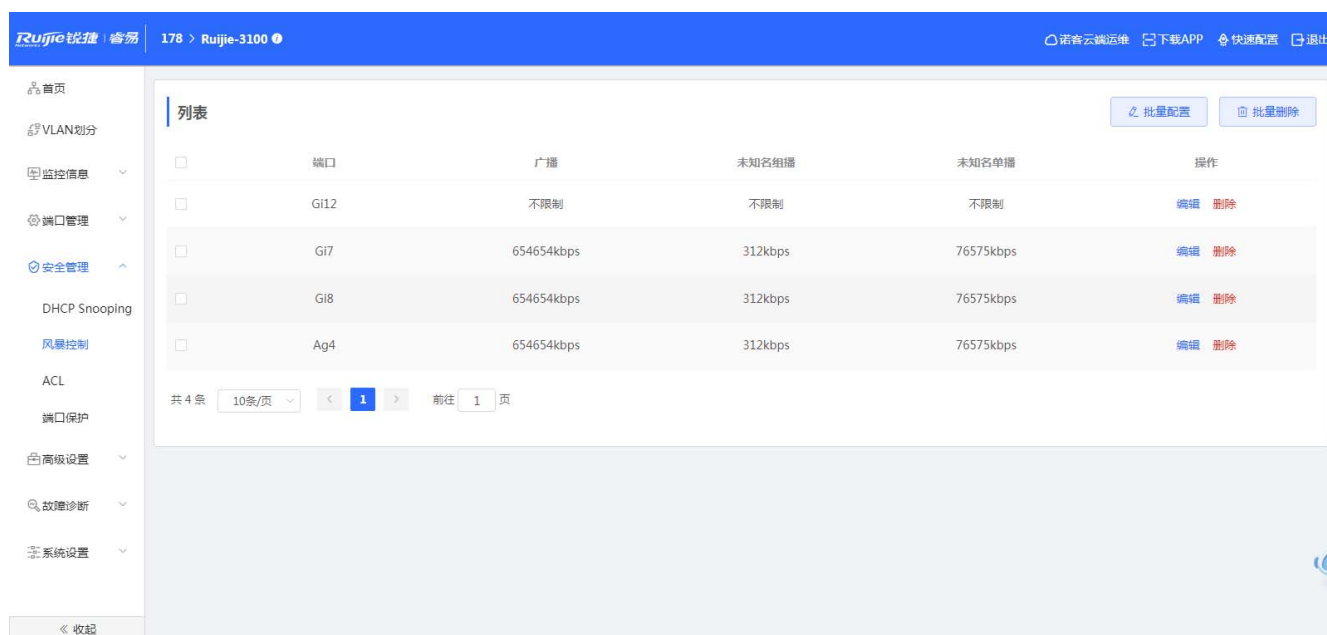 Ruijie锐捷 | 睿易 178 > Ruijie-3100
Networks
诺客云端运维 下载APP 快速配置 退出
首页
VLAN划分
监控信息
端口管理
安全管理
DHCP Snooping
风暴控制
ACL
端口保护
高级设置
故障诊断
系统设置
« 收起
列表 批量配置 批量删除
端口 广播 未知名组播 未知名单播 操作
Gi12 不限制 不限制 不限制 编辑 删除
Gi7 654654kbps 312kbps 76575kbps 编辑 删除
Gi8 654654kbps 312kbps 76575kbps 编辑 删除
Ag4 654654kbps 312kbps 76575kbps 编辑 删除
共 4 条 10条/页 < 1 > 前往 1 页